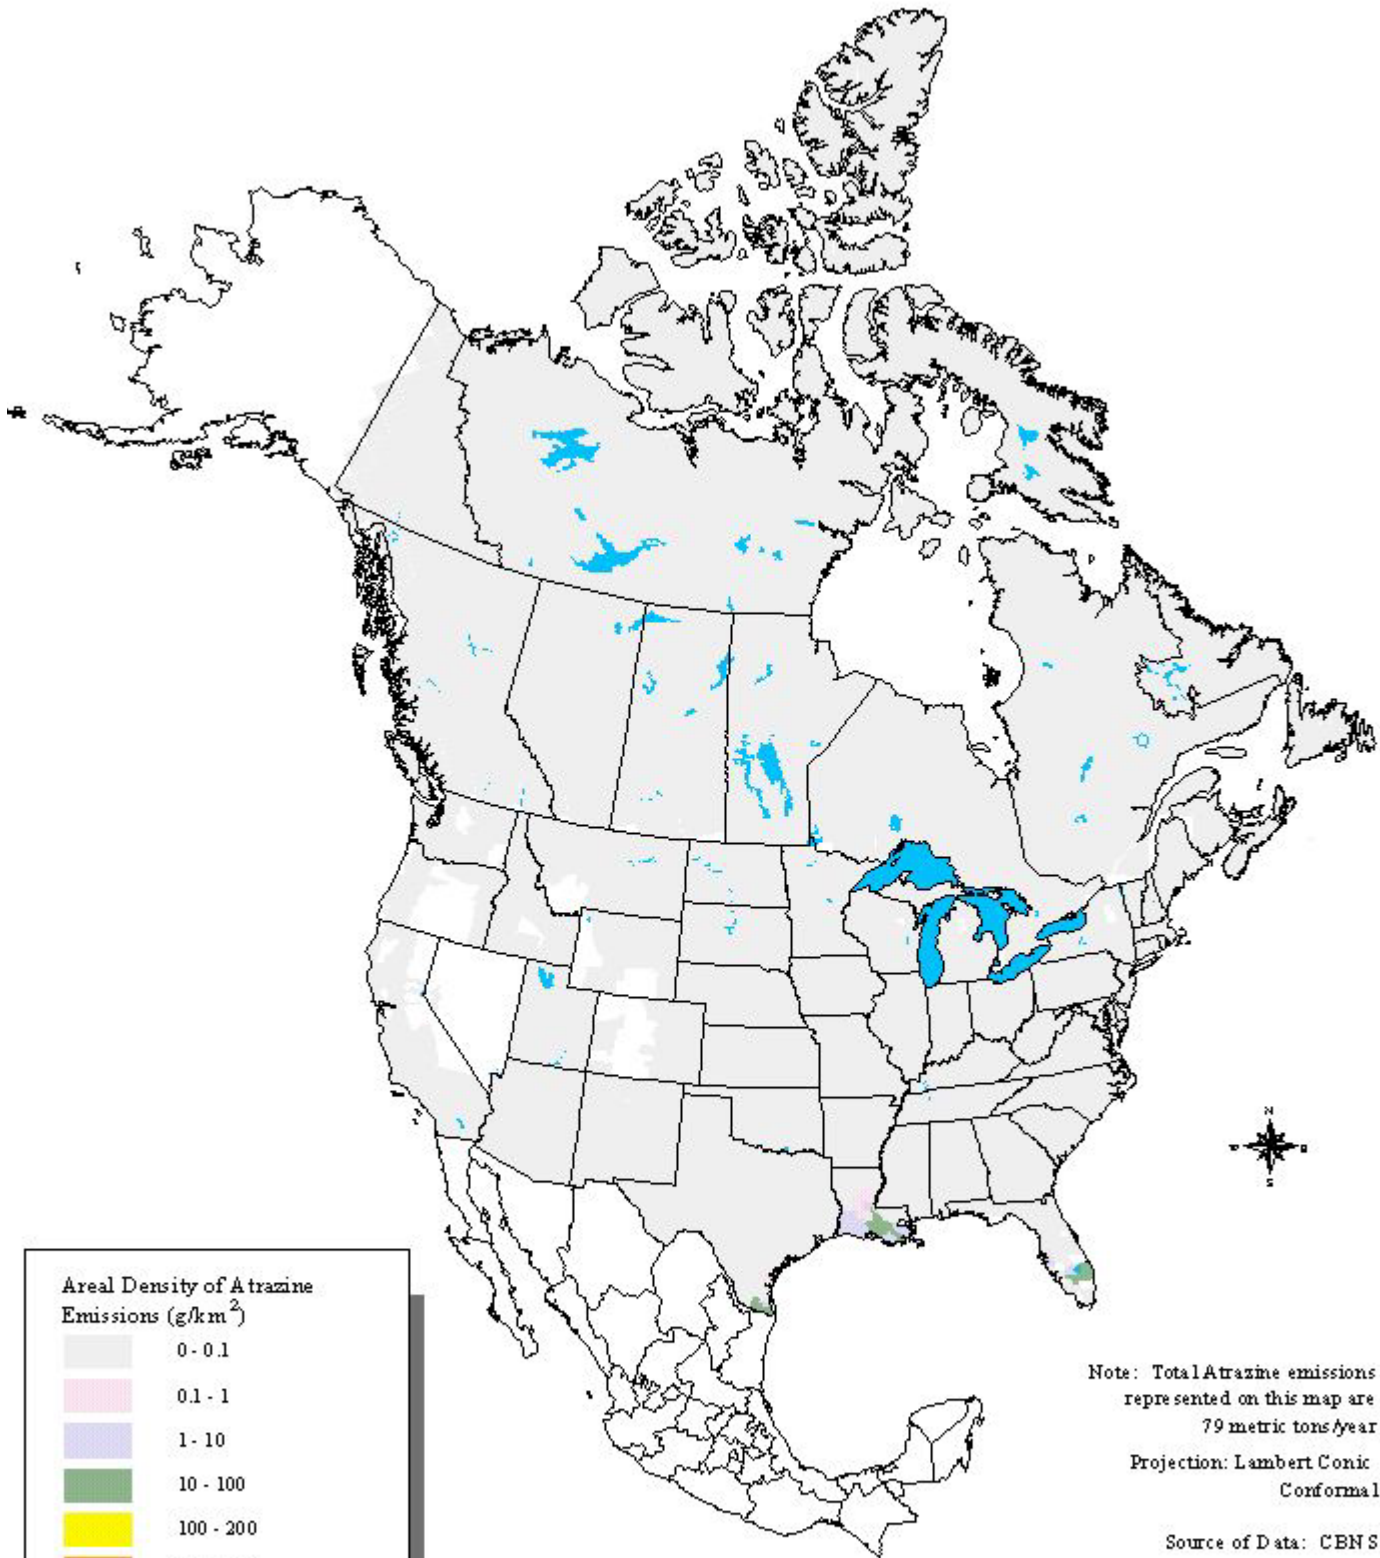 N
S
Areal Density of Atrazine
Emissions (g/km2)
0 - 0.1
0.1 - 1
1 - 10
10 - 100
100 - 200
Note: Total Atrazine emissions
represented on this map are
79 metric tons/year
Projection: Lambert Conic
Conformal
Source of Data: CBNS